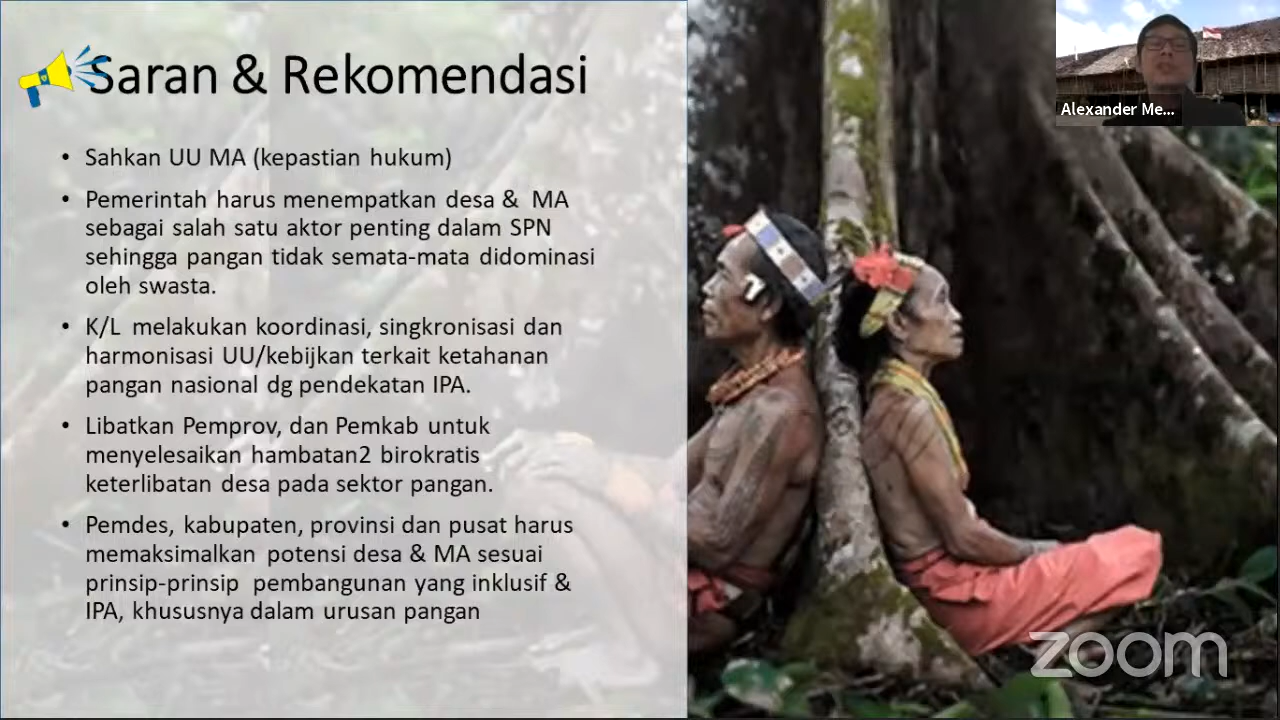 Saran & Rekomendasi
• Sahkan UU MA (kepastian hukum)
• Pemerintah harus menempatkan desa & MA
sebagai salah satu aktor penting dalam SPN
sehingga pangan tidak semata-mata didominasi
oleh swasta.
• K/L melakukan koordinasi, singkronisasi dan
harmonisasi UU/kebijkan terkait ketahanan
pangan nasional dg pendekatan IPA.
• Libatkan Pemprov, dan Pemkab untuk
menyelesaikan hambatan2 birokratis
keterlibatan desa pada sektor pangan.
• Pemdes, kabupaten, provinsi dan pusat harus
memaksimalkan potensi desa & MA sesuai
prinsip-prinsip pembangunan yang inklusif &
IPA, khususnya dalam urusan pangan
Alexander Me...
zoom